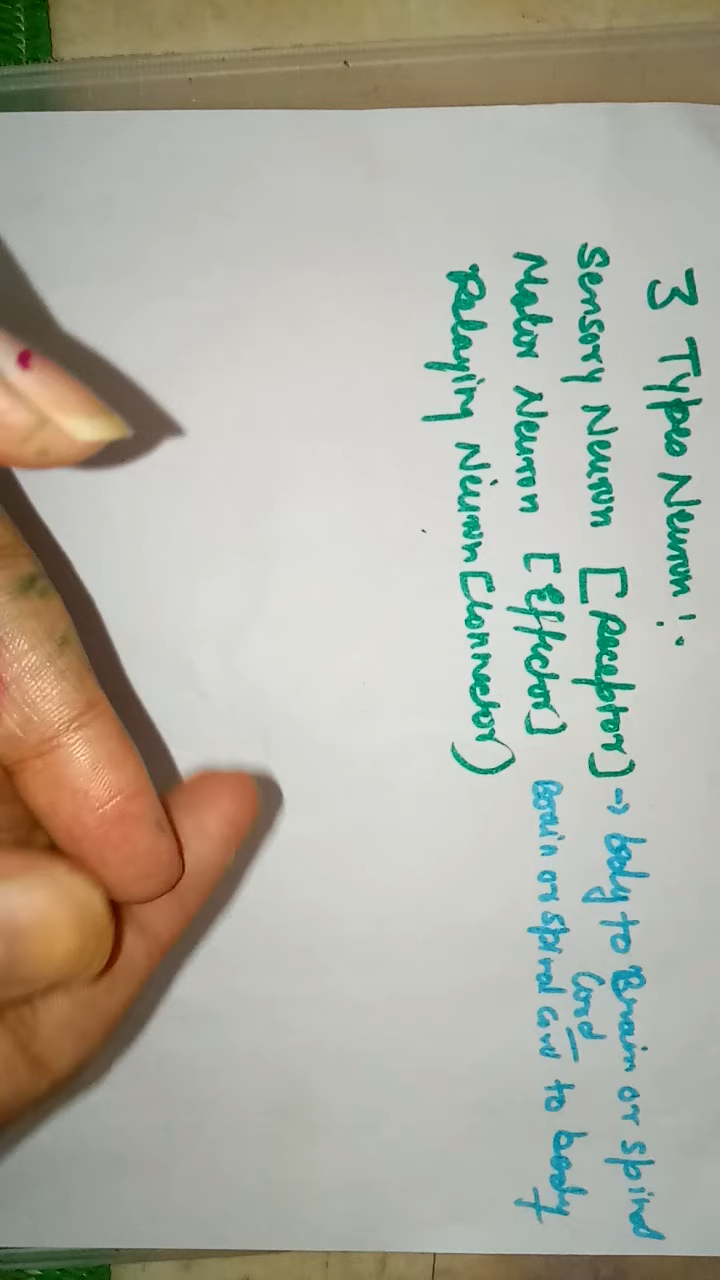 3 Types Neuron :-
Sensory Neuron [Receptor] → body to Brain or spinal Cord
Motor Neuron [Effector] Brain or spinal Cord to body
Relaying Neuron [Connector]